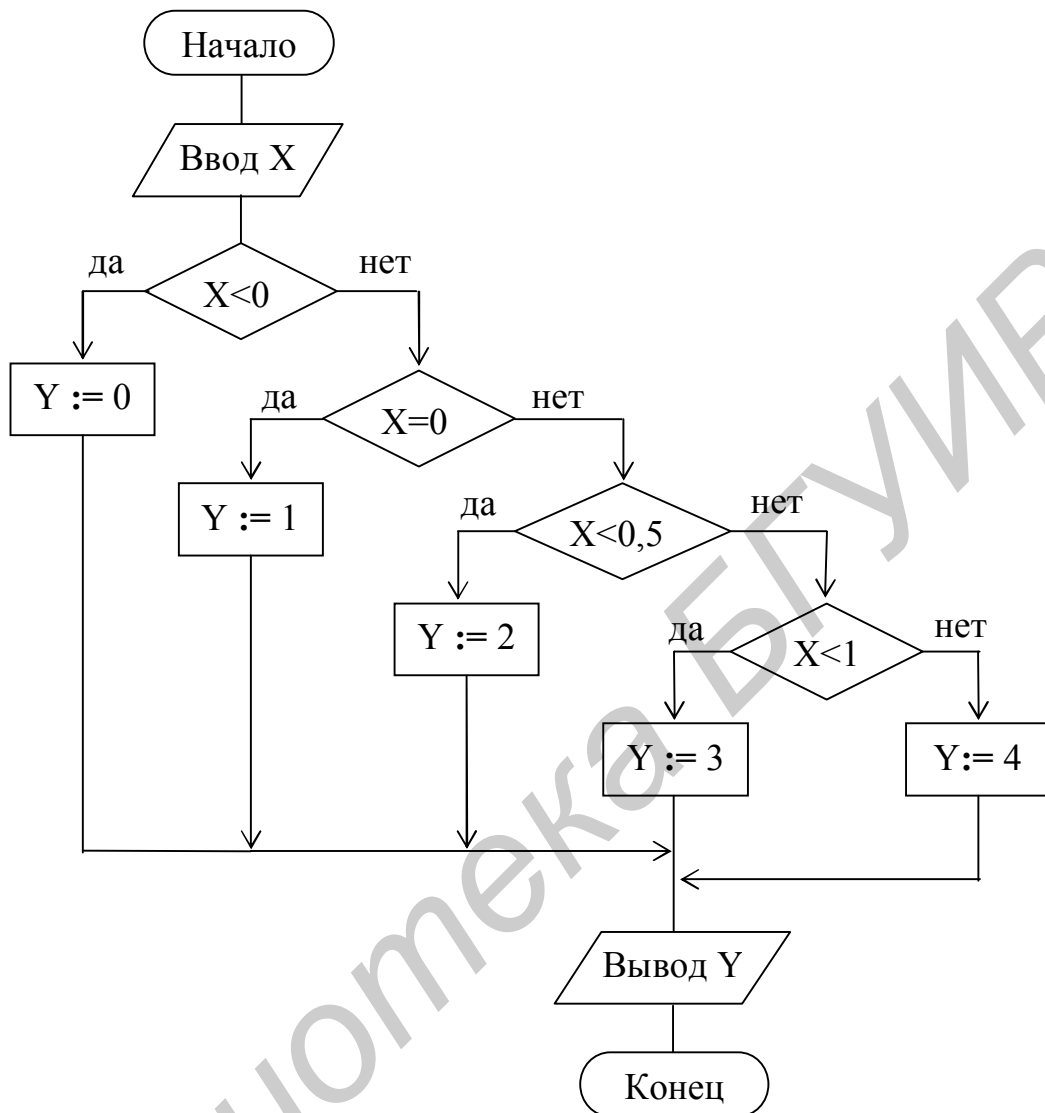 Начало
Ввод X
да
нет
X<0
Y := 0
да
нет
X=0
Y := 1
да
нет
X<0,5
Y := 2
да
нет
X<1
Y := 3
Y:= 4
Вывод Y
Конец
БГУИР